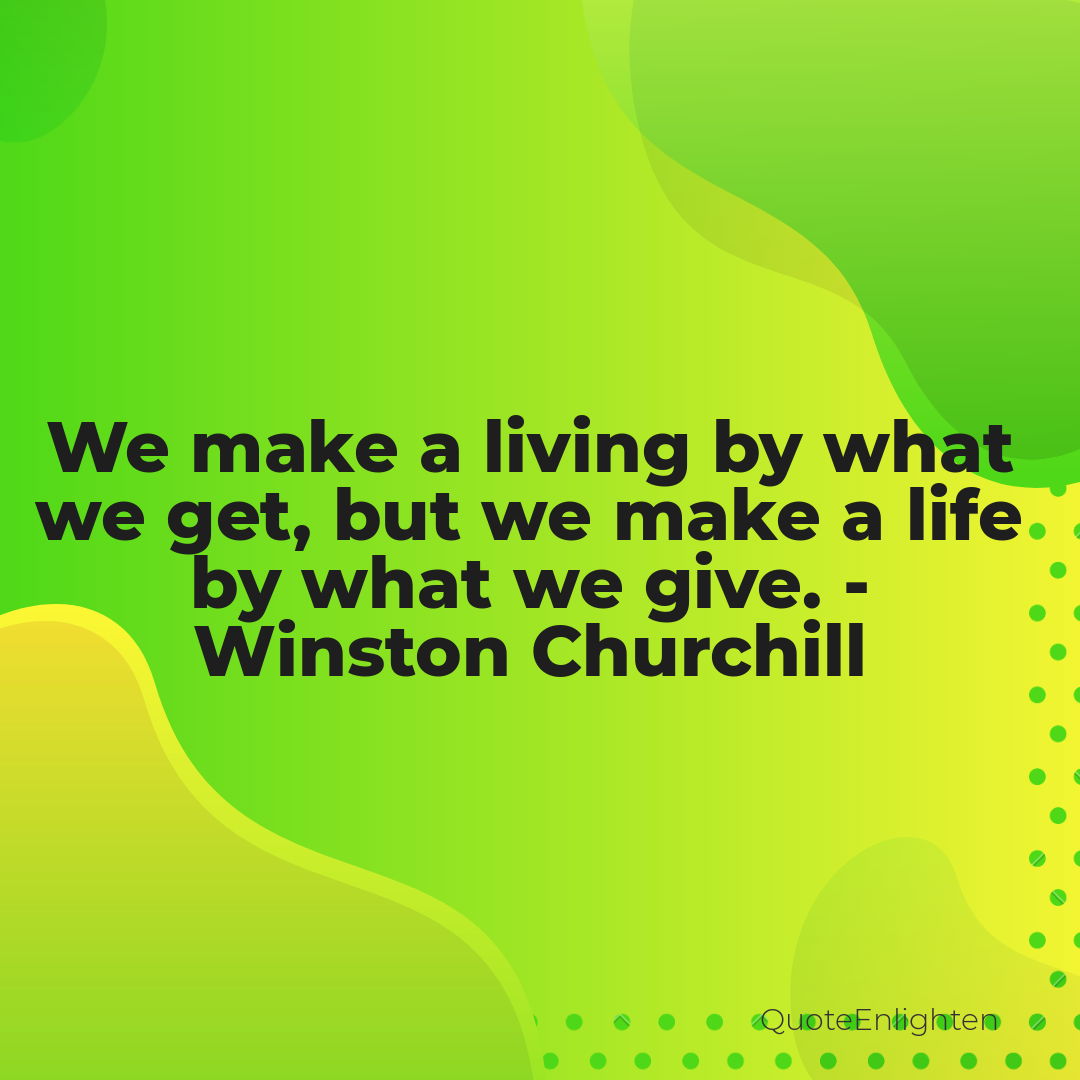 We make a living by what
we get, but we make a life
by what we give. -
Winston Churchill
QuoteEnlighten